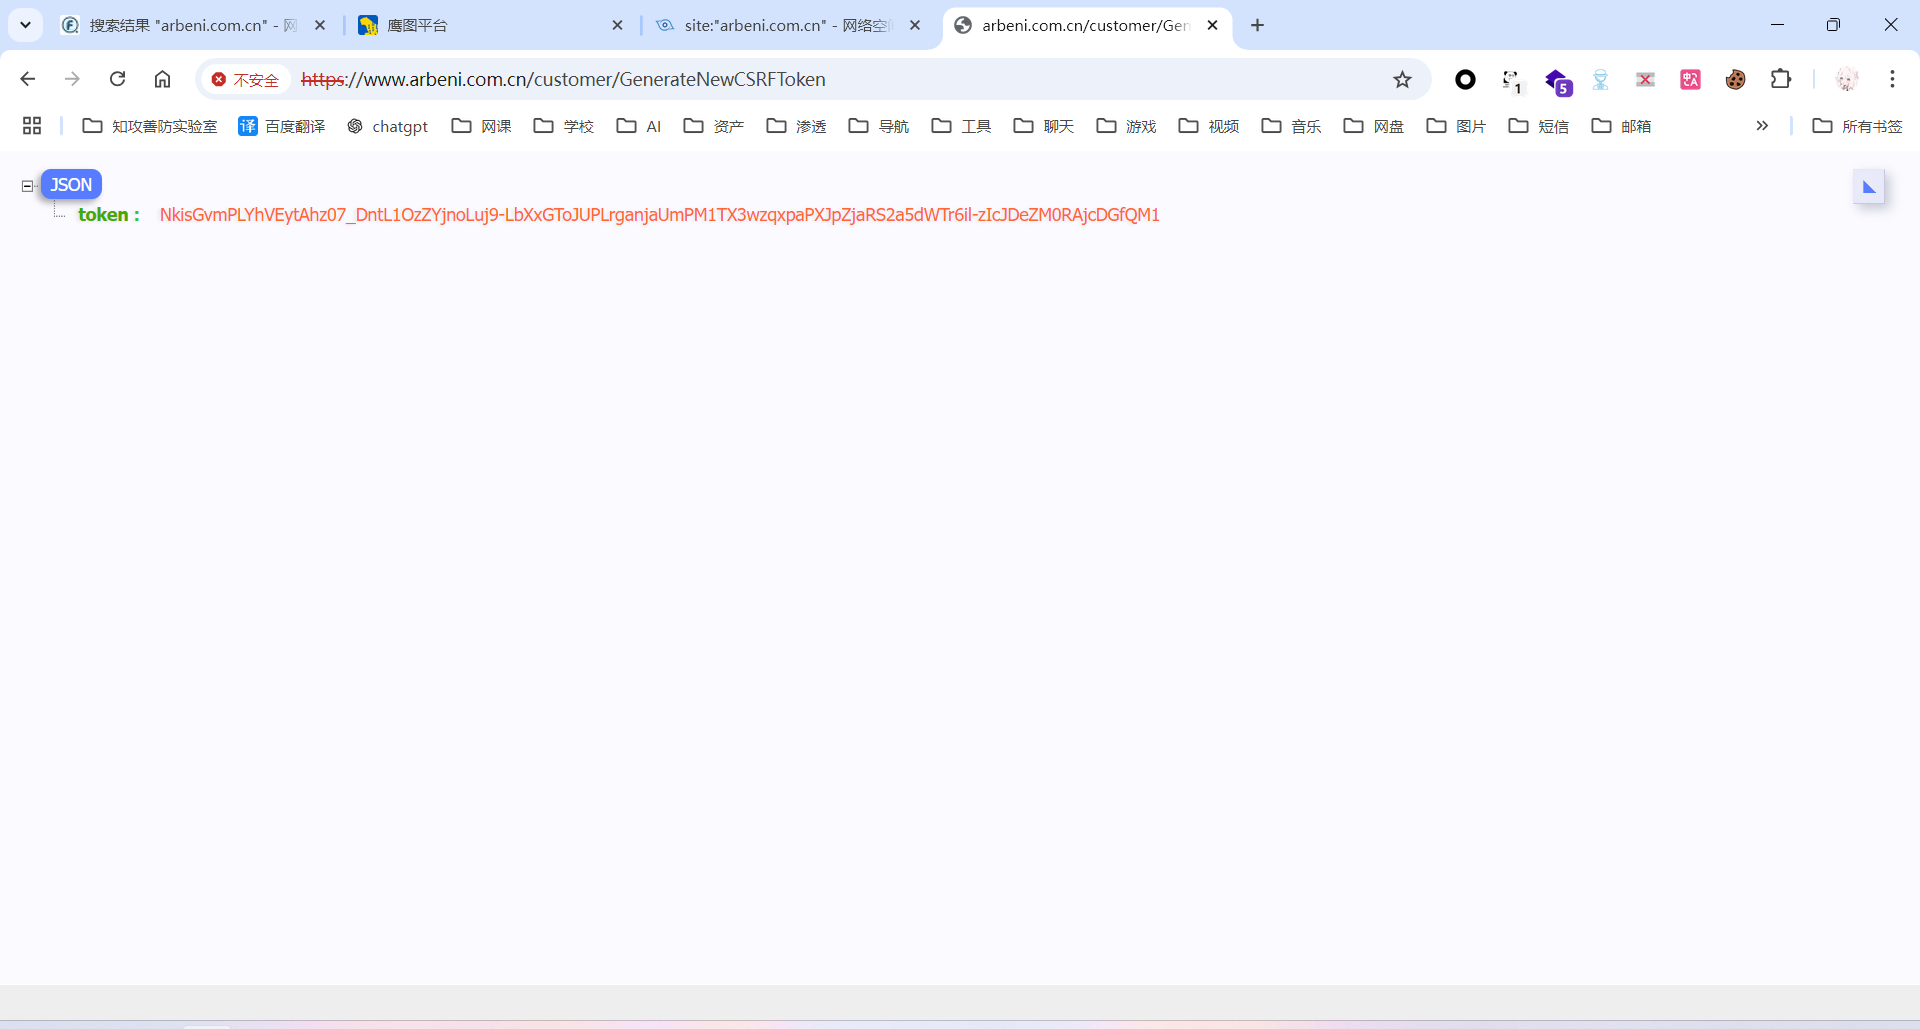 搜索结果 "arbeni.com.cn" - 网
鹰图平台
site:"arbeni.com.cn" - 网络空间
arbeni.com.cn/customer/Gen
不安全 https://www.arbeni.com.cn/customer/GenerateNewCSRFToken
1
5
知攻善防实验室 译 百度翻译 chatgpt 网课 学校 AI 资产 渗透 导航 工具 聊天 游戏 视频 音乐 网盘 图片 短信 邮箱 » 所有书签
JSON
token : NkisGvmPLYhVEytAhz07_DntL1OzZYjnoLuj9-LbXxGToJUPLrganjaUmPM1TX3wzqxpaPXJpZjaRS2a5dWTr6il-zIcJDeZM0RAjcDGfQM1